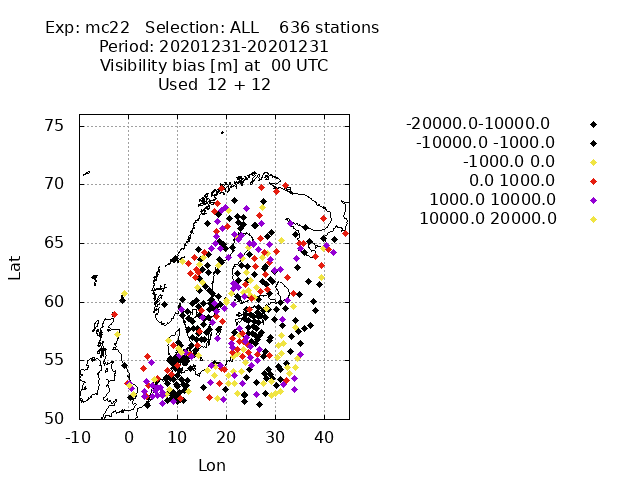 Exp: mc22 Selection: ALL 636 stations
Period: 20201231-20201231
Visibility bias [m] at 00 UTC
Used 12 + 12
-20000.0-10000.0
-10000.0 -1000.0
-1000.0 0.0
0.0 1000.0
1000.0 10000.0
10000.0 20000.0
75
70
65
60
55
50
Lat
-10 0 10 20 30 40
Lon